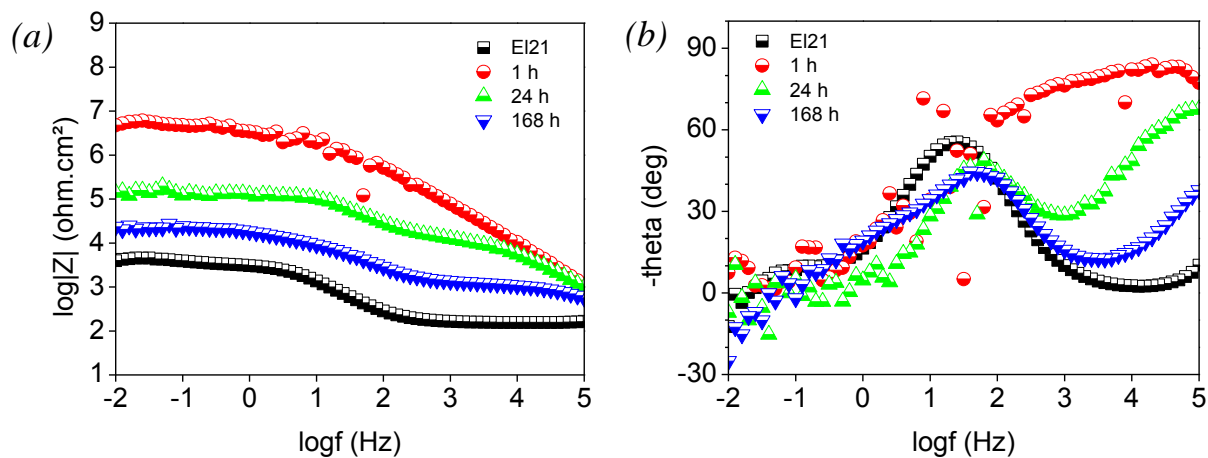 (a)
9
8
7
6
5
4
3
2
1
log|Z| (ohm.cm²)
El21
1 h
24 h
168 h
-2 -1 0 1 2 3 4 5
logf (Hz)
(b)
90
60
30
0
-30
-theta (deg)
El21
1 h
24 h
168 h
-2 -1 0 1 2 3 4 5
logf (Hz)